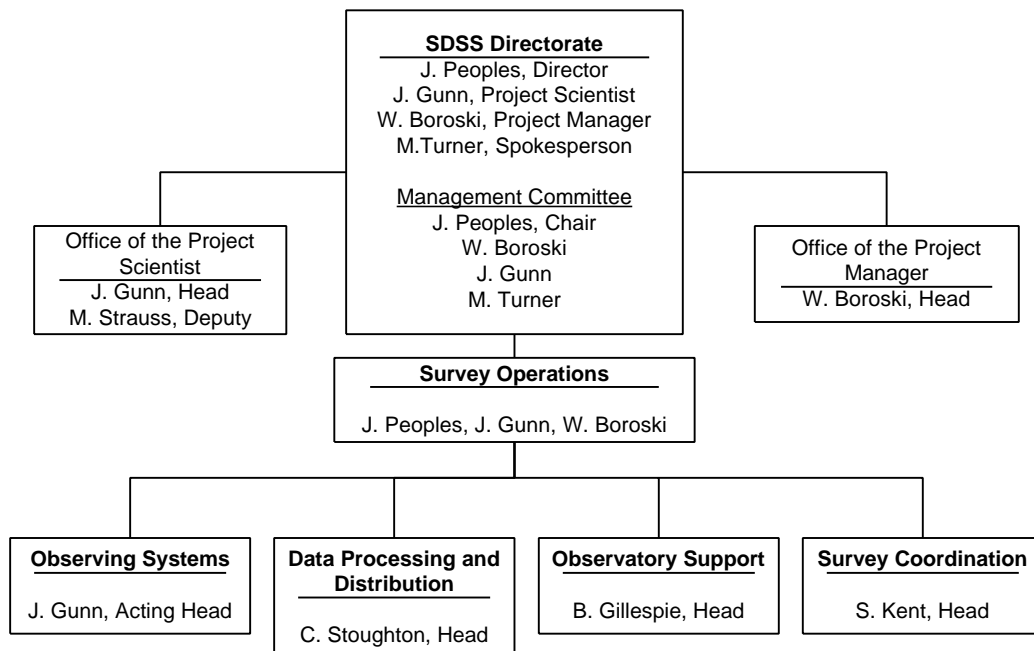 SDSS Directorate
J. Peoples, Director
J. Gunn, Project Scientist
W. Boroski, Project Manager
M.Turner, Spokesperson
Management Committee
J. Peoples, Chair
W. Boroski
J. Gunn
M. Turner
Office of the Project
Scientist
J. Gunn, Head
M. Strauss, Deputy
Office of the Project
Manager
W. Boroski, Head
Survey Operations
J. Peoples, J. Gunn, W. Boroski
Observing Systems
J. Gunn, Acting Head
Data Processing and
Distribution
C. Stoughton, Head
Observatory Support
B. Gillespie, Head
Survey Coordination
S. Kent, Head